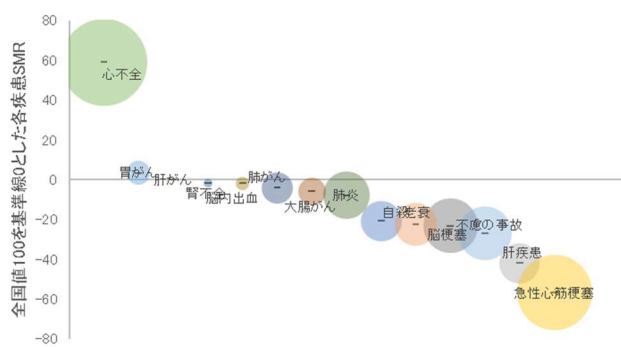 全国値100を基準線0とした各疾患SMR
80
60
40
20
0
−20
−40
−60
−80
心不全
胃がん
肝がん
腎不全
脳内出血
肺がん
大腸がん
肺炎
自殺
老衰
脳梗塞
不慮の事故
肝疾患
急性心筋梗塞